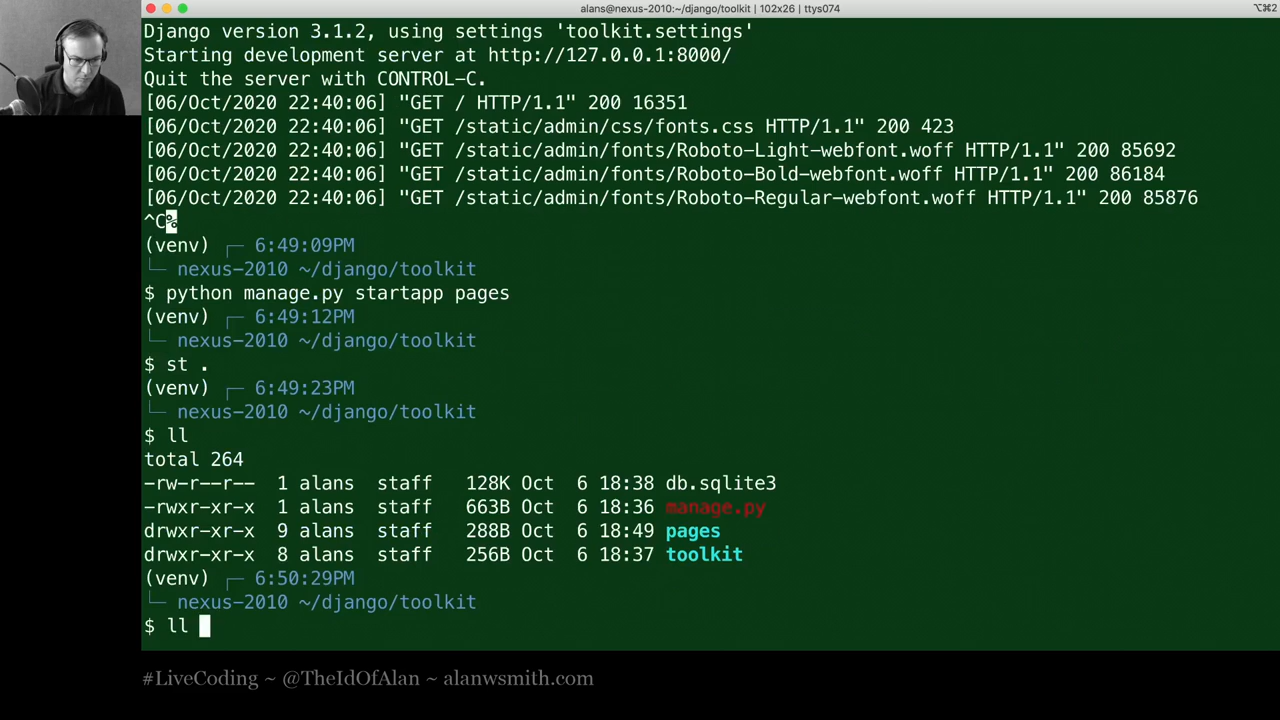 alans@nexus-2010:~/django/toolkit | 102x26 | ttys074
⌥⌘2
Django version 3.1.2, using settings 'toolkit.settings'
Starting development server at http://127.0.0.1:8000/
Quit the server with CONTROL-C.
[06/Oct/2020 22:40:06] "GET / HTTP/1.1" 200 16351
[06/Oct/2020 22:40:06] "GET /static/admin/css/fonts.css HTTP/1.1" 200 423
[06/Oct/2020 22:40:06] "GET /static/admin/fonts/Roboto-Light-webfont.woff HTTP/1.1" 200 85692
[06/Oct/2020 22:40:06] "GET /static/admin/fonts/Roboto-Bold-webfont.woff HTTP/1.1" 200 86184
[06/Oct/2020 22:40:06] "GET /static/admin/fonts/Roboto-Regular-webfont.woff HTTP/1.1" 200 85876
^C%
(venv) ┌─ 6:49:09PM
└─ nexus-2010 ~/django/toolkit
$ python manage.py startapp pages
(venv) ┌─ 6:49:12PM
└─ nexus-2010 ~/django/toolkit
$ st .
(venv) ┌─ 6:49:23PM
└─ nexus-2010 ~/django/toolkit
$ ll
total 264
-rw-r--r-- 1 alans staff 128K Oct 6 18:38 db.sqlite3
-rwxr-xr-x 1 alans staff 663B Oct 6 18:36 manage.py
drwxr-xr-x 9 alans staff 288B Oct 6 18:49 pages
drwxr-xr-x 8 alans staff 256B Oct 6 18:37 toolkit
(venv) ┌─ 6:50:29PM
└─ nexus-2010 ~/django/toolkit
$ ll
#LiveCoding ~ @TheIdOfAlan ~ alanwsmith.com